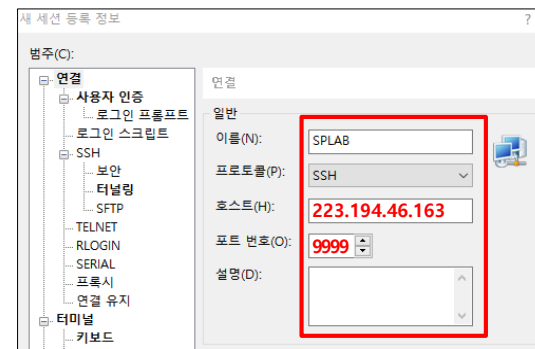 새 세션 등록 정보 ?
범주(C):
연결
사용자 인증
로그인 프롬프트
로그인 스크립트
SSH
보안
터널링
SFTP
TELNET
RLOGIN
SERIAL
프록시
연결 유지
터미널
키보드
연결
일반
이름(N): SPLAB
프로토콜(P): SSH
호스트(H): 223.194.46.163
포트 번호(O): 9999
설명(D):